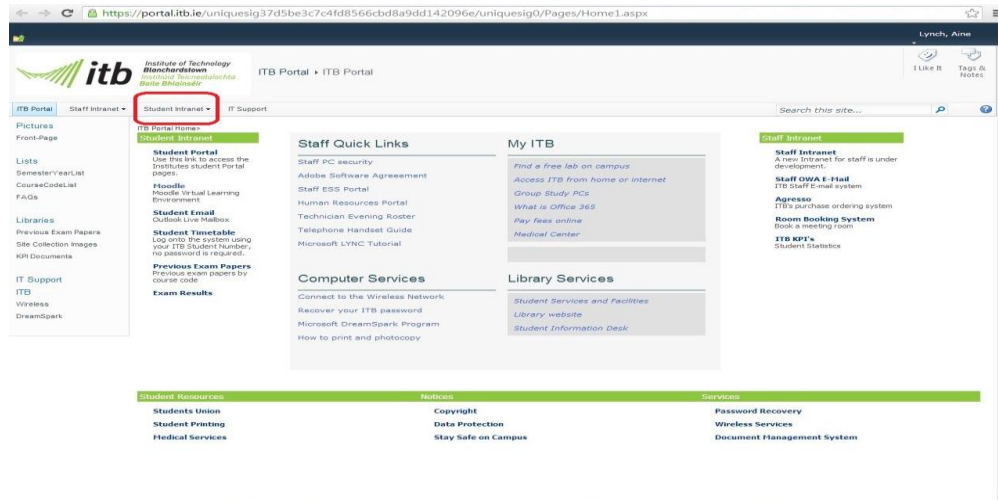 https://portal.itb.ie/uniquesig37d5be3c7c4fd8566cbd8a9dd142096e/uniquesig0/Pages/Home1.aspx
Lynch, Aine
itb
Institute of Technology
Blanchardstown
Institiúid Teicneolaíochta
Baile Bhlainséir
ITB Portal ▸ ITB Portal
I Like It
Tags &
Notes
ITB Portal Staff Intranet Student Intranet IT Support
Search this site...
Pictures
Front-Page
Lists
SemesterYearList
CourseCodeList
FAQs
Libraries
Previous Exam Papers
Site Collection Images
KPI Documents
IT Support
ITB
Wireless
DreamSpark
ITB Portal Home>
Student Intranet
Student Portal
Use this link to access the
Institutes student Portal
pages.
Moodle
Moodle Virtual Learning
Environment
Student Email
Outlook Live Mailbox
Student Timetable
Log onto the system using
your ITB Student Number,
no password is required.
Previous Exam Papers
Previous exam papers by
course code
Exam Results
Staff Quick Links
Staff PC security
Adobe Software Agreeement
Staff ESS Portal
Human Resources Portal
Technician Evening Roster
Telephone Handset Guide
Microsoft LYNC Tutorial
My ITB
Find a free lab on campus
Access ITB from home or internet
Group Study PCs
What is Office 365
Pay fees online
Medical Center
Computer Services
Connect to the Wireless Network
Recover your ITB password
Microsoft DreamSpark Program
How to print and photocopy
Library Services
Student Services and Facilities
Library website
Student Information Desk
Staff Intranet
Staff Intranet
A new Intranet for staff is under
development.
Staff OWA E-Mail
ITB Staff E-mail system
Agresso
ITB's purchase ordering system
Room Booking System
Book a meeting room
ITB KPI's
Student Statistics
Student Resources
Students Union
Student Printing
Medical Services
Notices
Copyright
Data Protection
Stay Safe on Campus
Services
Password Recovery
Wireless Services
Document Management System